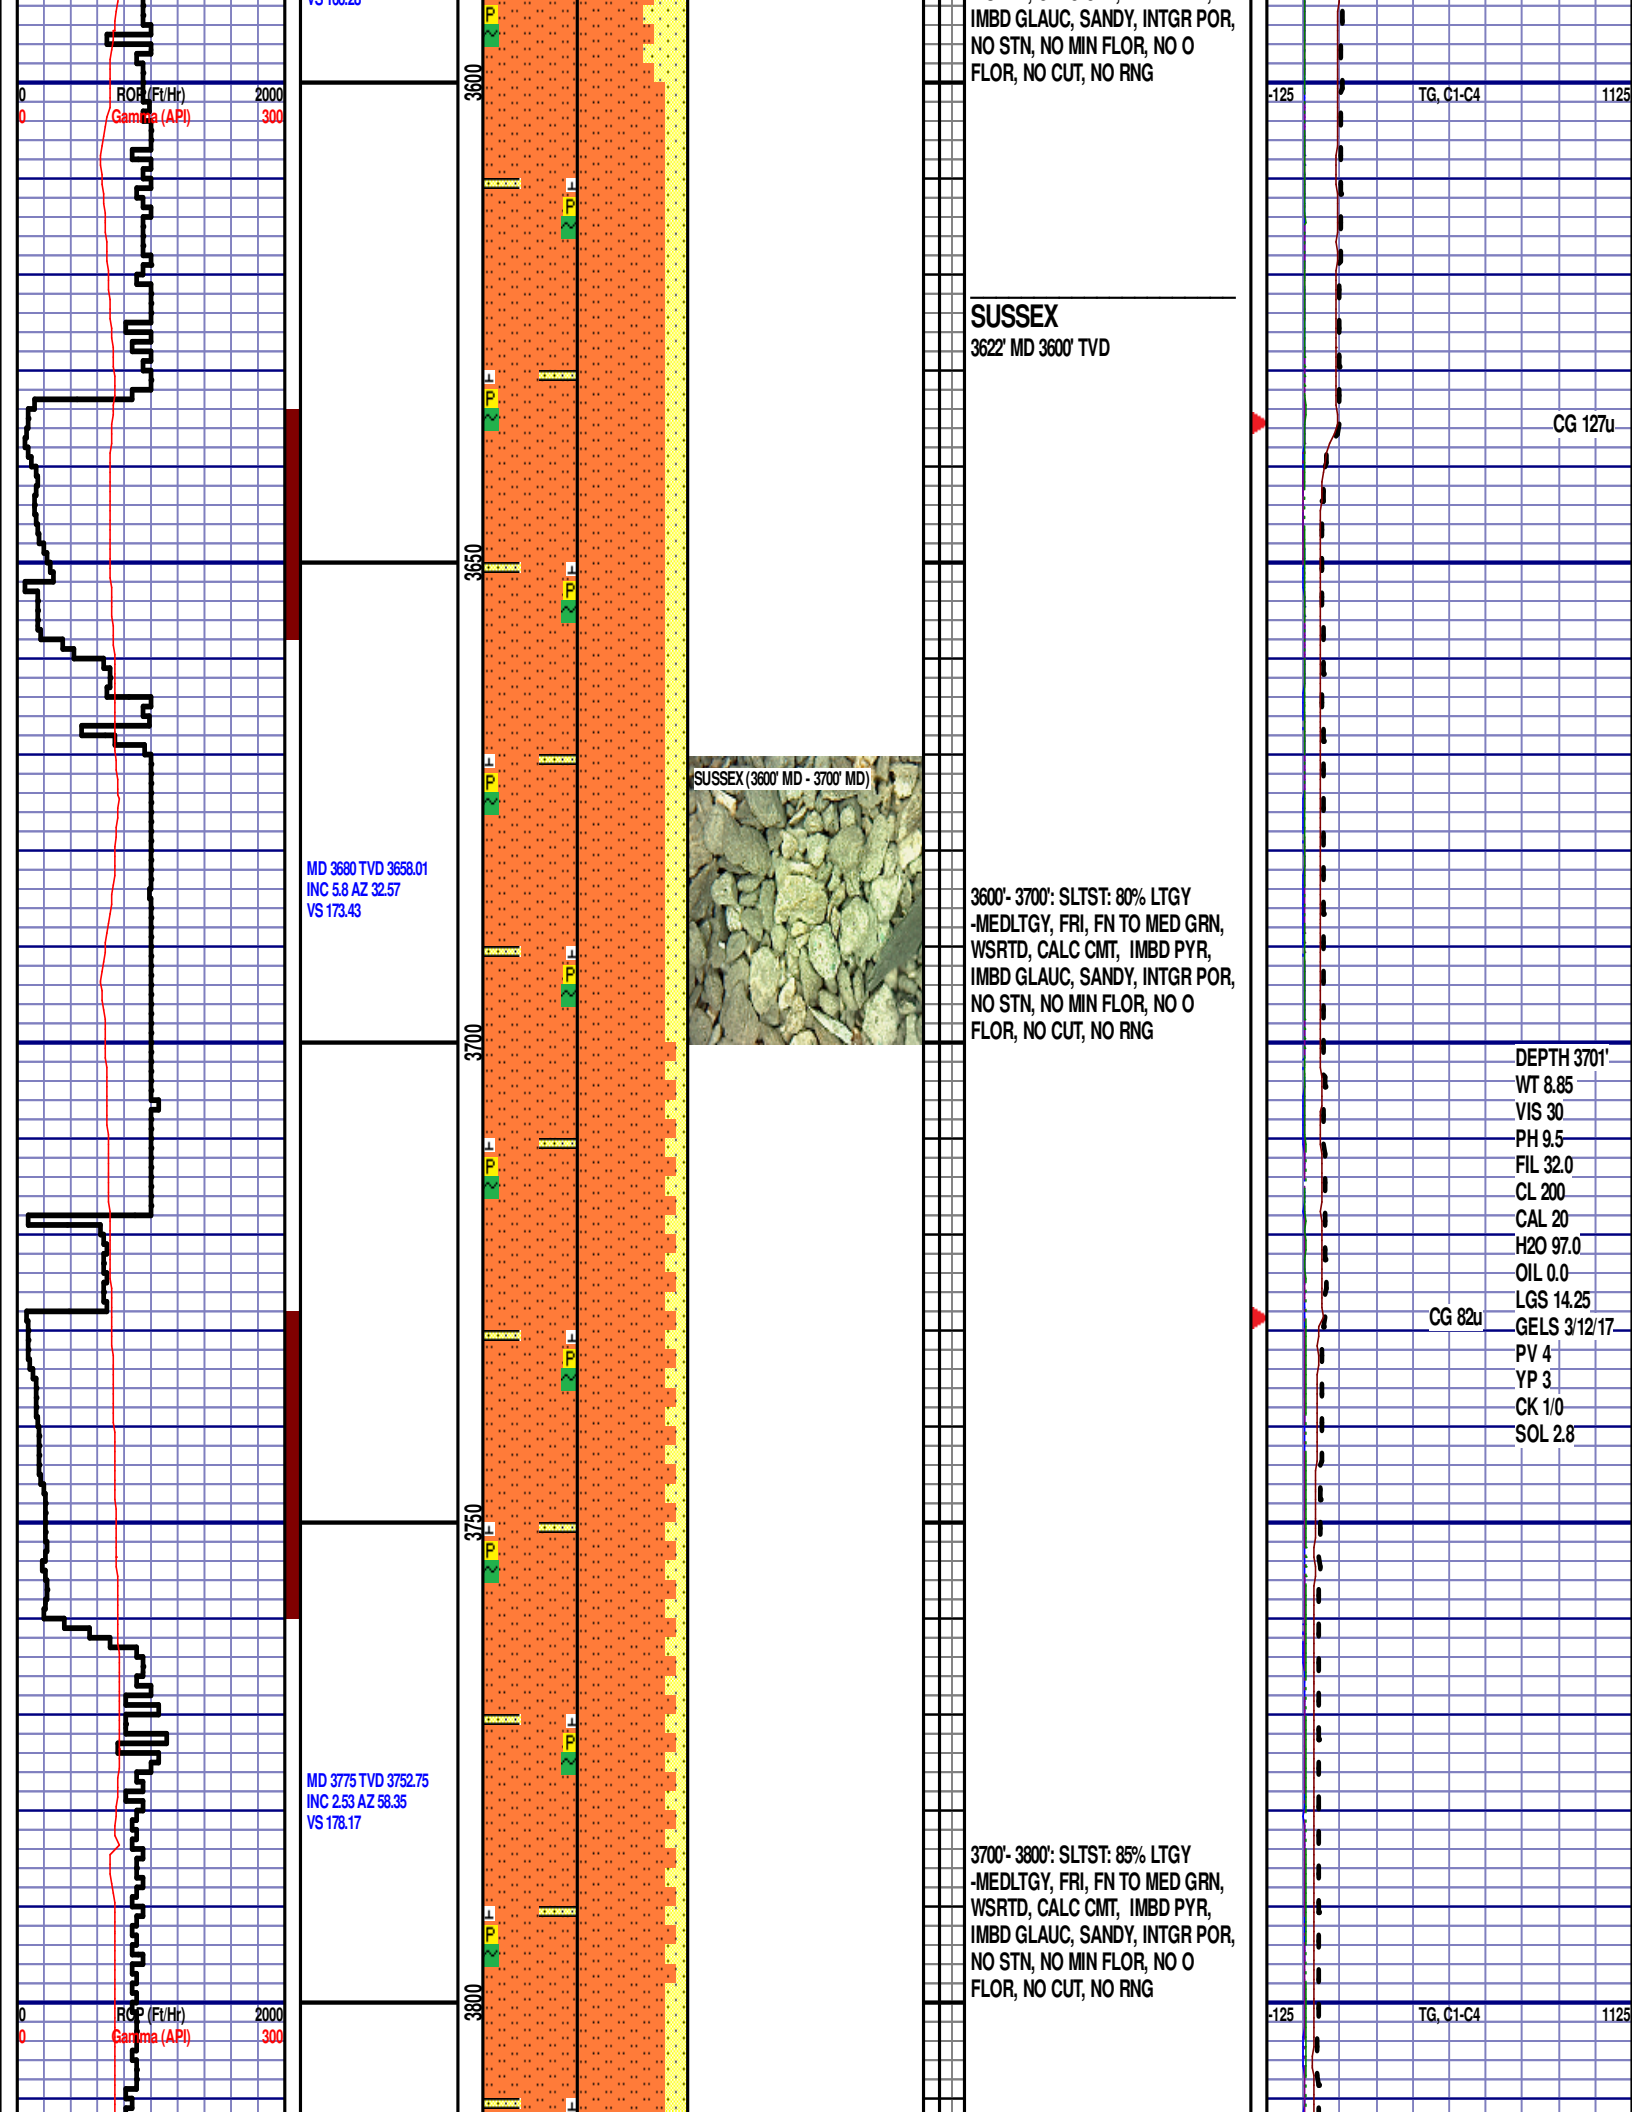 IMBD GLAUC, SANDY, INTGR POR,
NO STN, NO MIN FLOR, NO O
FLOR, NO CUT, NO RNG
3600
0 ROP (Ft/Hr) 2000
0 Gamma (API) 300
-125 TG, C1-C4 1125
SUSSEX
3622' MD 3600' TVD
CG 127u
3650
SUSSEX (3600' MD - 3700' MD)
MD 3680 TVD 3658.01
INC 5.8 AZ 32.57
VS 173.43
3600'- 3700': SLTST: 80% LTGY
-MEDLTGY, FRI, FN TO MED GRN,
WSRTD, CALC CMT, IMBD PYR,
IMBD GLAUC, SANDY, INTGR POR,
NO STN, NO MIN FLOR, NO O
FLOR, NO CUT, NO RNG
3700
DEPTH 3701'
WT 8.85
VIS 30
PH 9.5
FIL 32.0
CL 200
CAL 20
H2O 97.0
OIL 0.0
LGS 14.25
GELS 3/12/17
PV 4
YP 3
CK 1/0
SOL 2.8
CG 82u
3750
MD 3775 TVD 3752.75
INC 2.53 AZ 58.35
VS 178.17
3700'- 3800': SLTST: 85% LTGY
-MEDLTGY, FRI, FN TO MED GRN,
WSRTD, CALC CMT, IMBD PYR,
IMBD GLAUC, SANDY, INTGR POR,
NO STN, NO MIN FLOR, NO O
FLOR, NO CUT, NO RNG
3800
0 ROP (Ft/Hr) 2000
0 Gamma (API) 300
-125 TG, C1-C4 1125